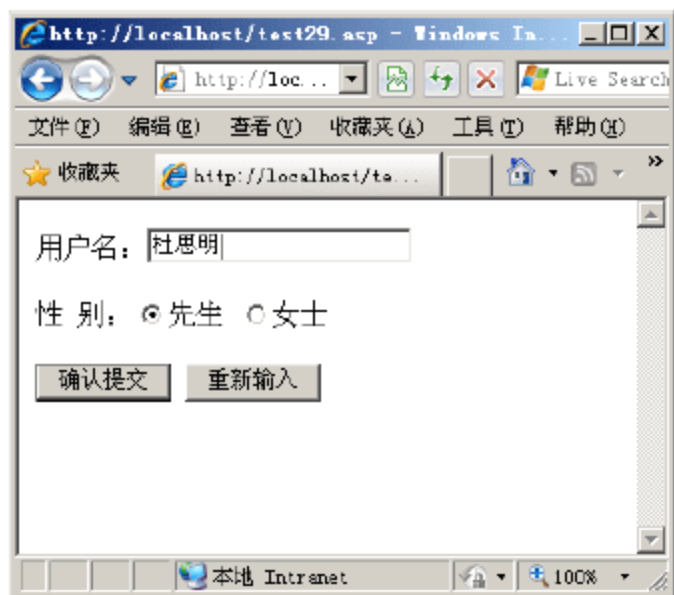 http://localhost/test29.asp - Windows In...
http://loc... Live Search
文件(F) 编辑(E) 查看(V) 收藏夹(A) 工具(T) 帮助(H)
收藏夹 http://localhost/te... »
用户名：杜思明
性 别： 先生 女士
确认提交 重新输入
本地 Intranet 100%